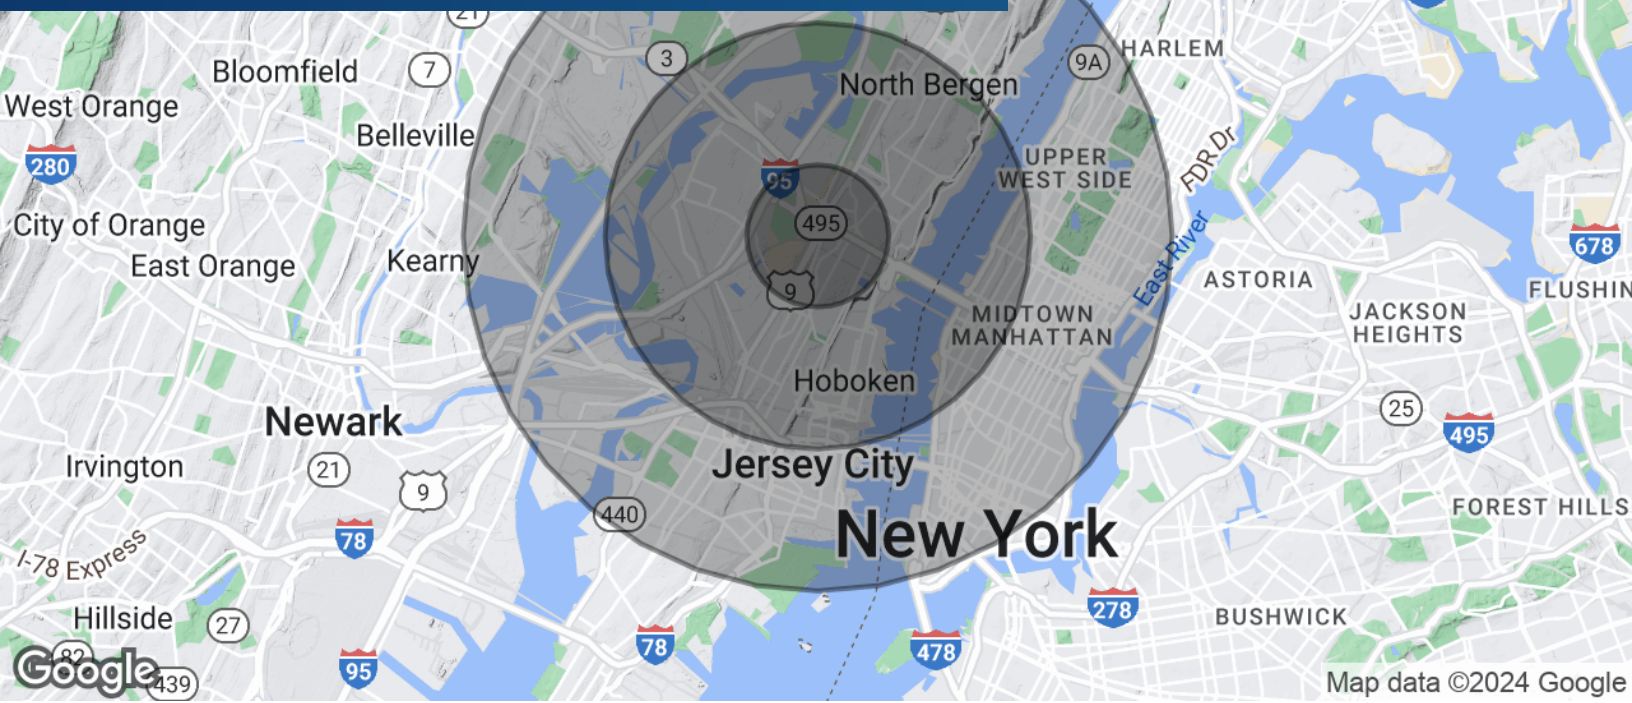 21
3
9A
HARLEM
Bloomfield
7
North Bergen
West Orange
Belleville
FDR Dr
280
95
UPPER
WEST SIDE
495
City of Orange
East River
678
East Orange
Kearny
ASTORIA
9
FLUSHIN
MIDTOWN
MANHATTAN
JACKSON
HEIGHTS
Hoboken
25
Newark
495
Irvington
21
Jersey City
9
FOREST HILLS
440
New York
78
I-78 Express
278
Hillside
27
BUSHWICK
78
478
82
95
Google
439
Map data ©2024 Google